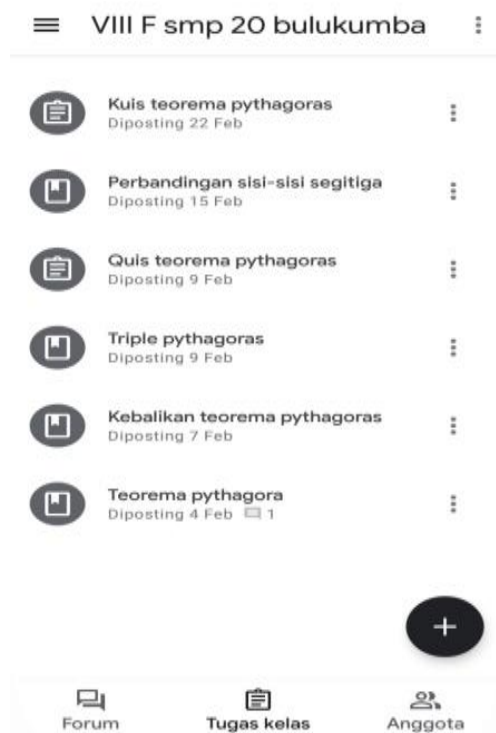 VIII F smp 20 bulukumba
Kuis teorema pythagoras
Diposting 22 Feb
Perbandingan sisi-sisi segitiga
Diposting 15 Feb
Quis teorema pythagoras
Diposting 9 Feb
Triple pythagoras
Diposting 9 Feb
Kebalikan teorema pythagoras
Diposting 7 Feb
Teorema pythagora
Diposting 4 Feb 1
Forum Tugas kelas Anggota